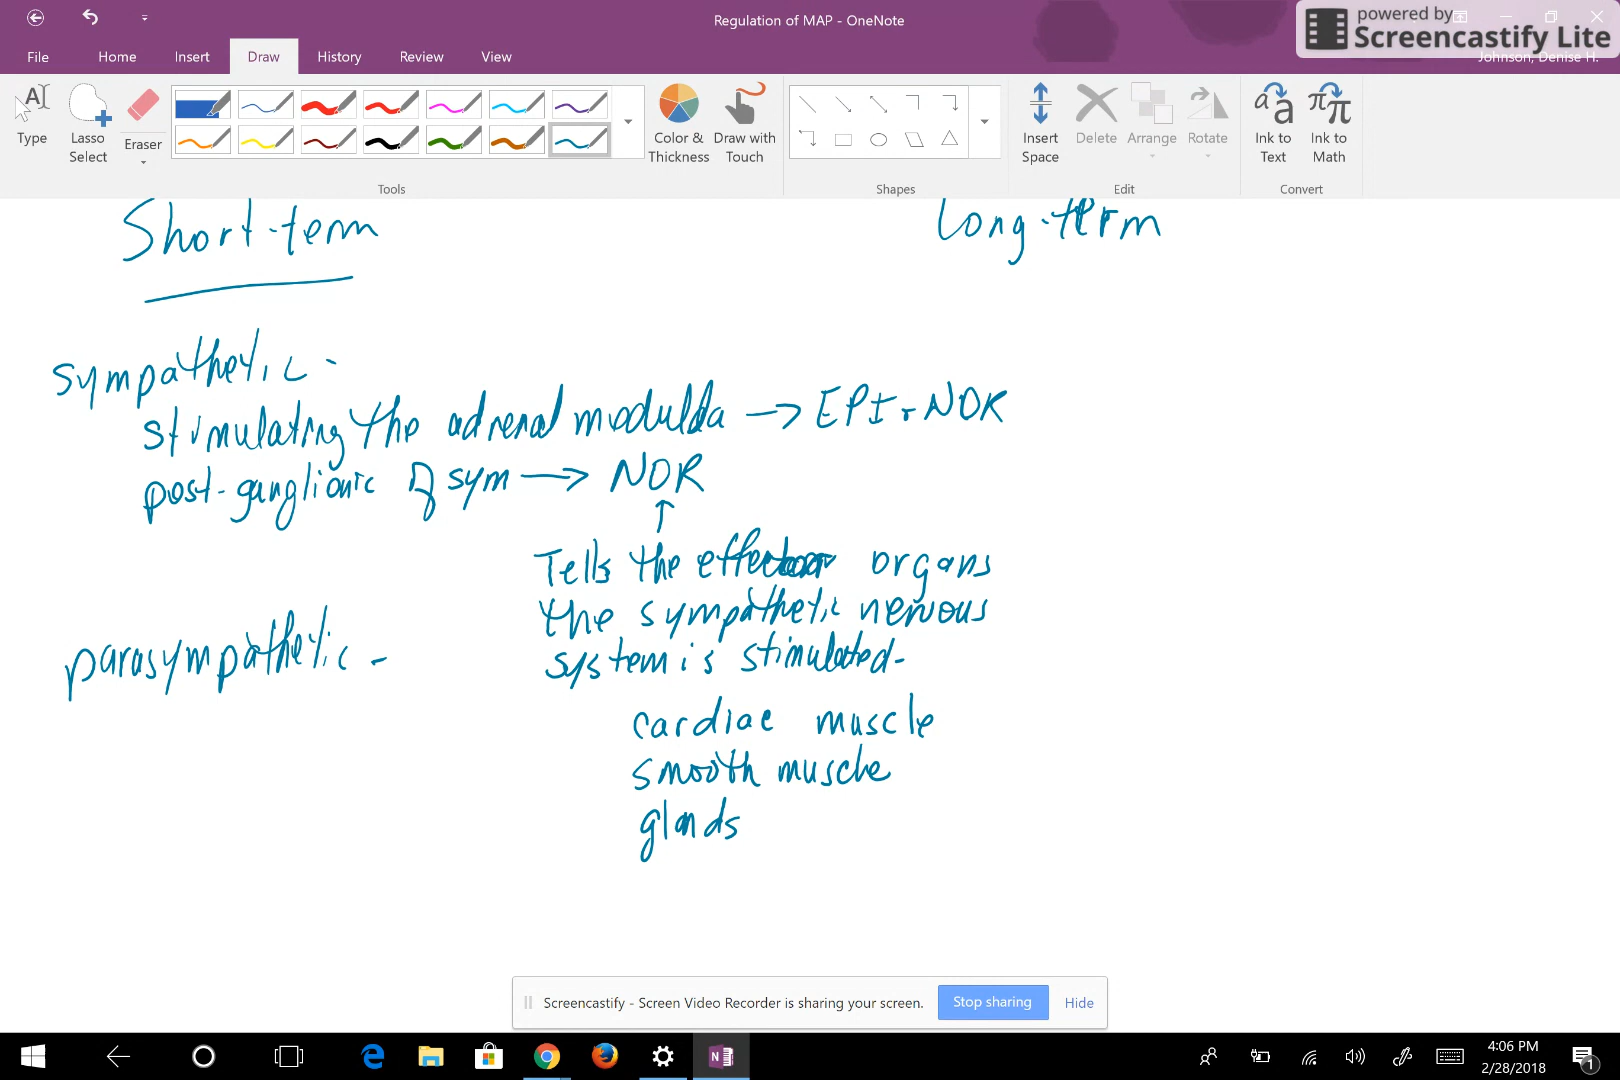 Regulation of MAP - OneNote
powered by
Screencastify Lite
Johnson, Denise H.
File Home Insert Draw History Review View
Type
Lasso Select
Eraser
Color & Thickness
Draw with Touch
Insert Space
Delete
Arrange
Rotate
Ink to Text
Ink to Math
Tools
Shapes
Edit
Convert
Short-term
Long-term
sympathetic -
stimulating the adrenal modulda → EPI + NOR
post-ganglionic of sym → NOR
↑
Tells the effector organs
the sympathetic nervous
system is stimulated-
parasympathetic -
cardiac muscle
smooth muscle
glands
Screencastify - Screen Video Recorder is sharing your screen. Stop sharing Hide
4:06 PM
2/28/2018
1